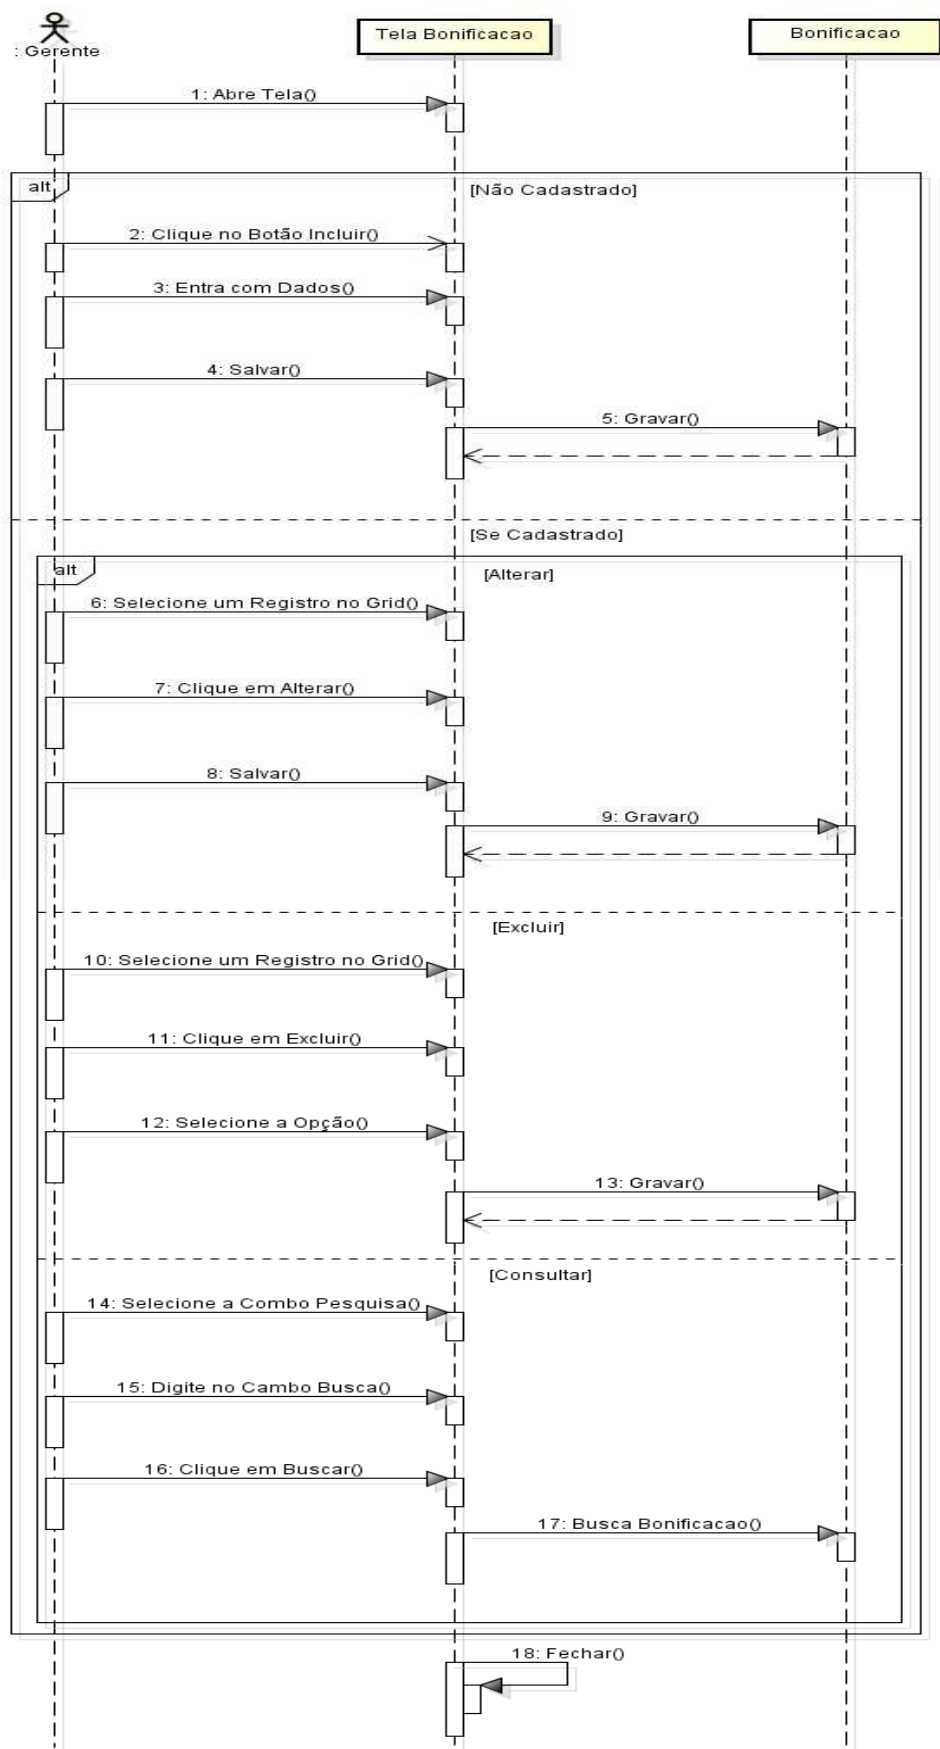 : Gerente
Tela Bonificacao
Bonificacao
1: Abre Tela()
alt
[Não Cadastrado]
2: Clique no Botão Incluir()
3: Entra com Dados()
4: Salvar()
5: Gravar()
[Se Cadastrado]
alt
[Alterar]
6: Selecione um Registro no Grid()
7: Clique em Alterar()
8: Salvar()
9: Gravar()
[Excluir]
10: Selecione um Registro no Grid()
11: Clique em Excluir()
12: Selecione a Opção()
13: Gravar()
[Consultar]
14: Selecione a Combo Pesquisa()
15: Digite no Cambo Busca()
16: Clique em Buscar()
17: Busca Bonificacao()
18: Fechar()